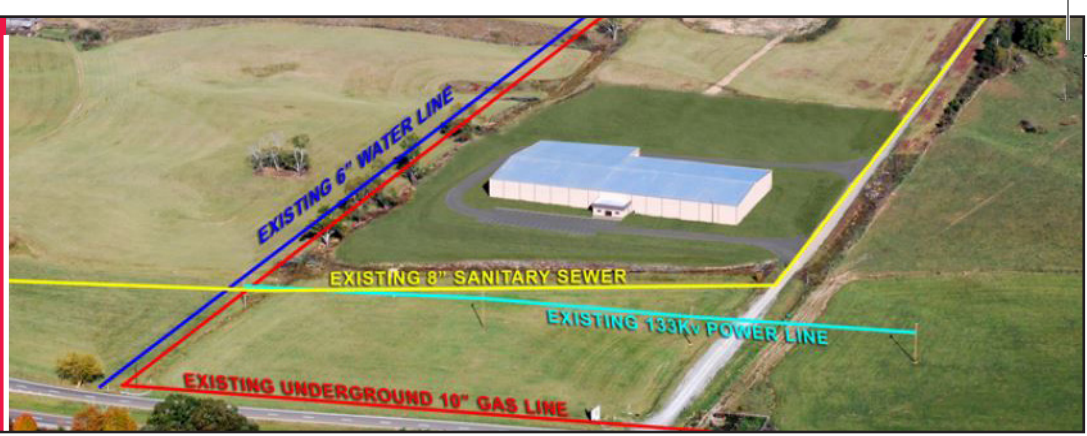 EXISTING 6" WATER LINE
EXISTING 8" SANITARY SEWER
EXISTING 133Kv POWER LINE
EXISTING UNDERGROUND 10" GAS LINE